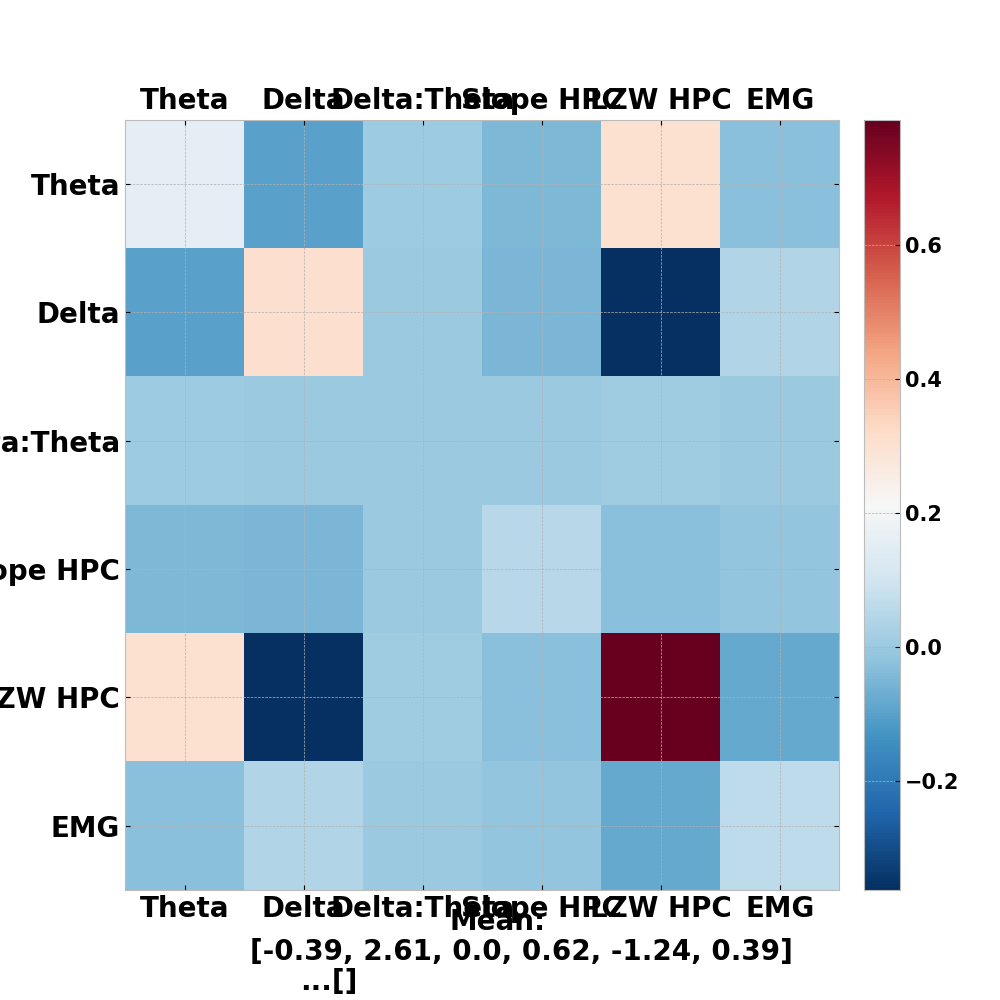 Theta Delta Delta:Theta Slope HPC LZW HPC EMG
Theta
Delta
a:Theta
ope HPC
ZW HPC
EMG
0.6
0.4
0.2
0.0
−0.2
Theta Delta Delta:Theta Slope HPC LZW HPC EMG
Mean:
[-0.39, 2.61, 0.0, 0.62, -1.24, 0.39]
...[]